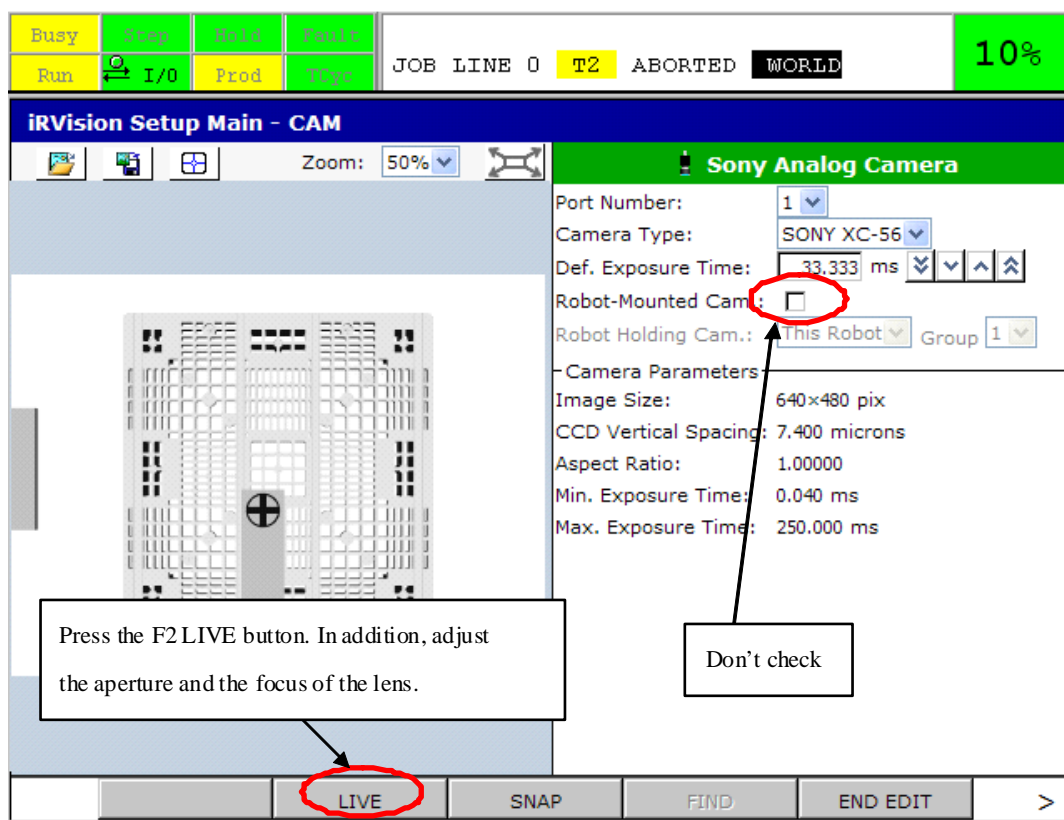 Busy Step Hold Fault
Run I/O Prod TCyc
JOB LINE 0 T2 ABORTED WORLD
10%
iRVision Setup Main - CAM
Zoom: 50%
Sony Analog Camera
Port Number: 1
Camera Type: SONY XC-56
Def. Exposure Time: 33.333 ms
Robot-Mounted Cam.:
Robot Holding Cam.: This Robot Group 1
Camera Parameters
Image Size: 640×480 pix
CCD Vertical Spacing: 7.400 microns
Aspect Ratio: 1.00000
Min. Exposure Time: 0.040 ms
Max. Exposure Time: 250.000 ms
Press the F2 LIVE button. In addition, adjust
the aperture and the focus of the lens.
Don't check
LIVE SNAP FIND END EDIT >